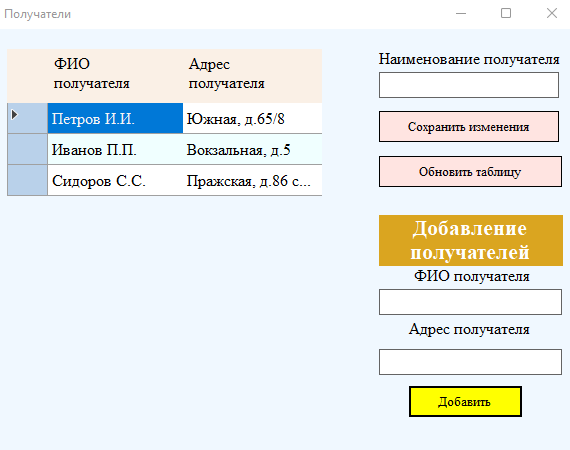 Получатели
ФИО получателя
Адрес получателя
Петров И.И.
Южная, д.65/8
Иванов П.П.
Вокзальная, д.5
Сидоров С.С.
Пражская, д.86 с...
Наименование получателя
Сохранить изменения
Обновить таблицу
Добавление
получателей
ФИО получателя
Адрес получателя
Добавить